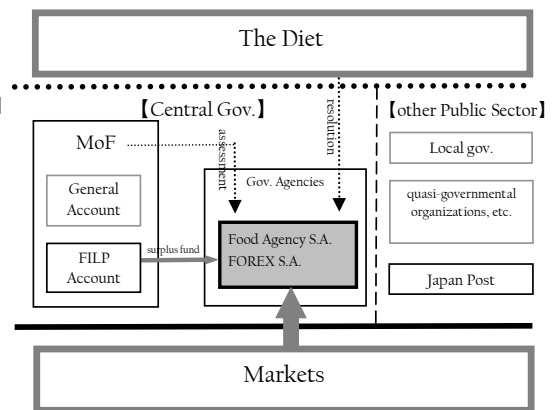 The Diet
【Central Gov.】
【other Public Sector】
MoF
assessment
resolution
Local gov.
General
Account
Gov. Agencies
quasi-governmental
organizations, etc.
Food Agency S.A.
FOREX S.A.
surplus fund
FILP
Account
Japan Post
Markets